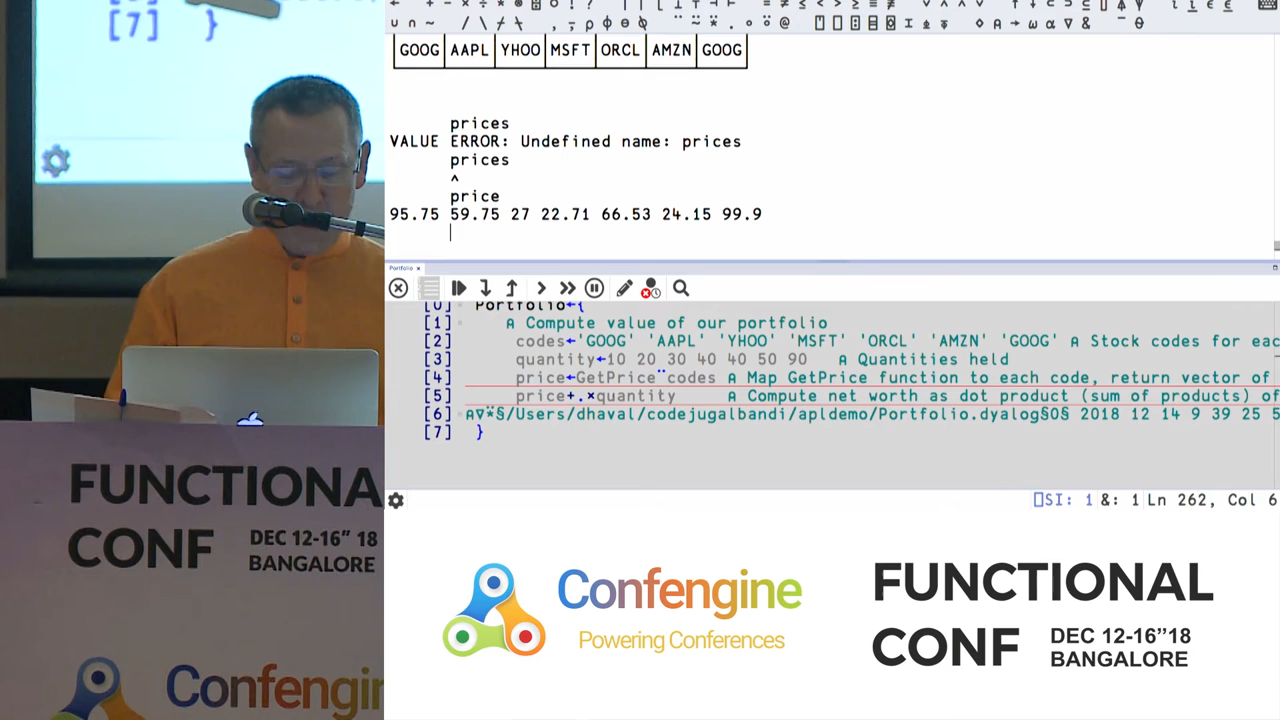 [7] }
GOOG AAPL YHOO MSFT ORCL AMZN GOOG
prices
VALUE ERROR: Undefined name: prices
prices
^
price
95.75 59.75 27 22.71 66.53 24.15 99.9
Portfolio ×
[0] Portfolio←{
[1] ⍝ Compute value of our portfolio
[2] codes←'GOOG' 'AAPL' 'YHOO' 'MSFT' 'ORCL' 'AMZN' 'GOOG' ⍝ Stock codes for eac
[3] quantity←10 20 30 40 40 50 90 ⍝ Quantities held
[4] price←GetPrice¨codes ⍝ Map GetPrice function to each code, return vector of
[5] price+.×quantity ⍝ Compute net worth as dot product (sum of products) of
[6] ⍝∇⍣§/Users/dhaval/codejugalbandi/apldemo/Portfolio.dyalog§0§ 2018 12 14 9 39 25 5
[7] }
⎕SI: 1 &: 1 Ln 262, Col 6
Confengine
Powering Conferences
FUNCTIONAL
CONF DEC 12-16"18
BANGALORE
FUNCTIONA
CONF DEC 12-16" 18
BANGALORE
Confengine